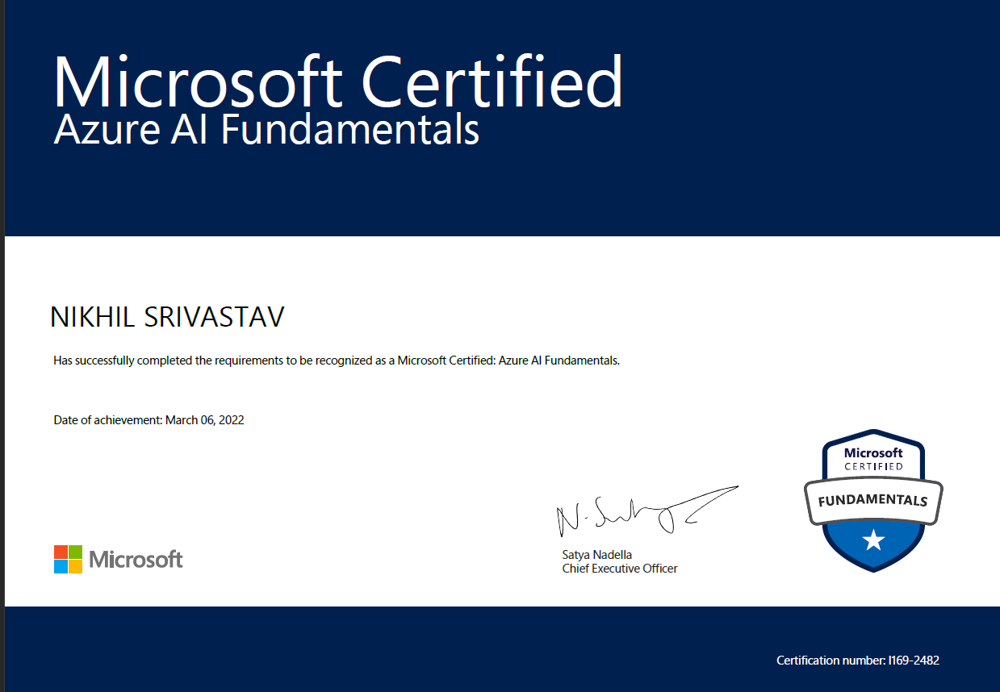 Microsoft Certified
Azure AI Fundamentals
NIKHIL SRIVASTAV
Has successfully completed the requirements to be recognized as a Microsoft Certified: Azure AI Fundamentals.
Date of achievement: March 06, 2022
Microsoft
CERTIFIED
FUNDAMENTALS
Microsoft
Satya Nadella
Chief Executive Officer
Certification number: I169-2482